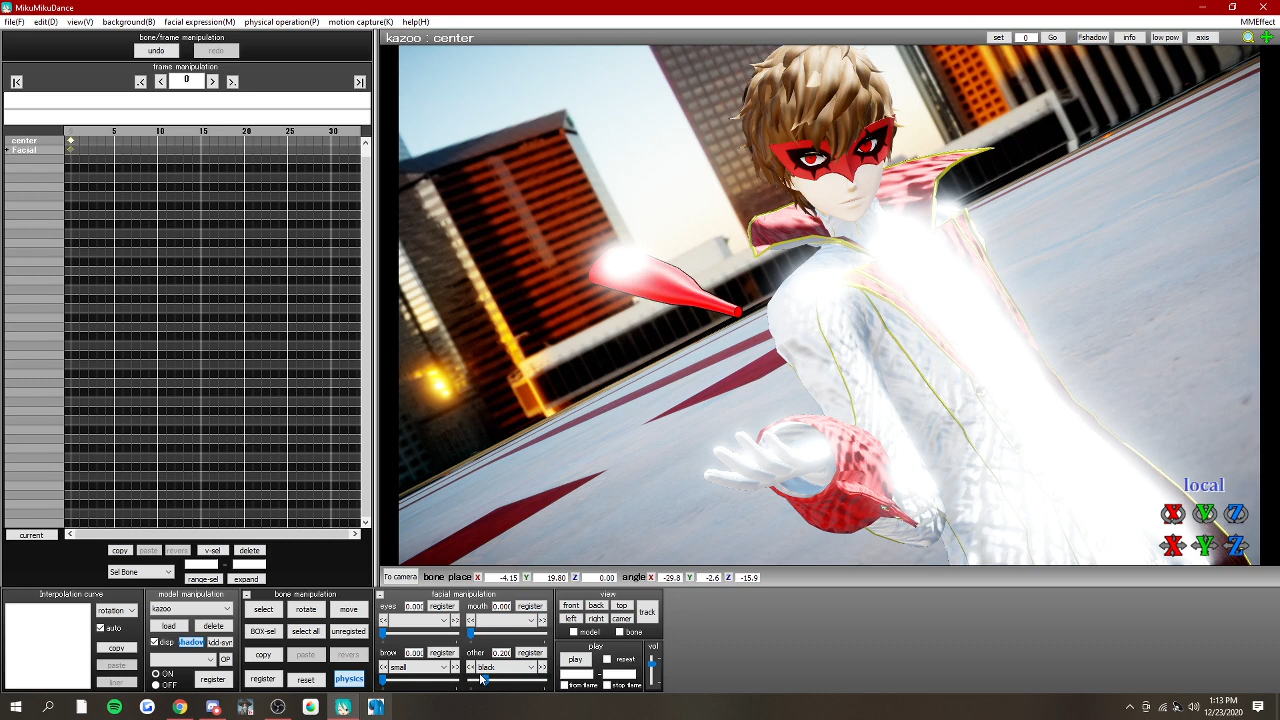 MikuMikuDance
file(F) edit(D) view(V) background(B) facial expression(M) physical operation(P) motion capture(K) help(H) MMEffect
bone/frame manipulation
undo redo
frame manipulation
|< .< < 0 > >. >|
5 10 15 20 25 30
center
Facial
current
copy paste revers v-sel delete
Sel Bone -
range-sel expand
kazoo : center set 0 Go f'shadow info low pow axis
local
X Y Z
X Y Z
To camera bone place X -4.15 Y 19.80 Z 0.00 angle X -29.8 Y -2.6 Z -15.9
Interpolation curve
rotation
auto
copy
paste
liner
model manipulation
kazoo
load delete
disp shadow add-syn
OP
ON
OFF register
- bone manipulation
select rotate move
BOX-sel select all unregisted
copy paste revers
register reset physics
- facial manipulation
eyes 0.000 register mouth 0.000 register
<< >> << >>
brow 0.000 register other 0.200 register
<< small >> << black >>
view
front back top
left right camer track
model bone
play
play repeat
-
from flame stop flame
vol
1:13 PM
12/23/2020